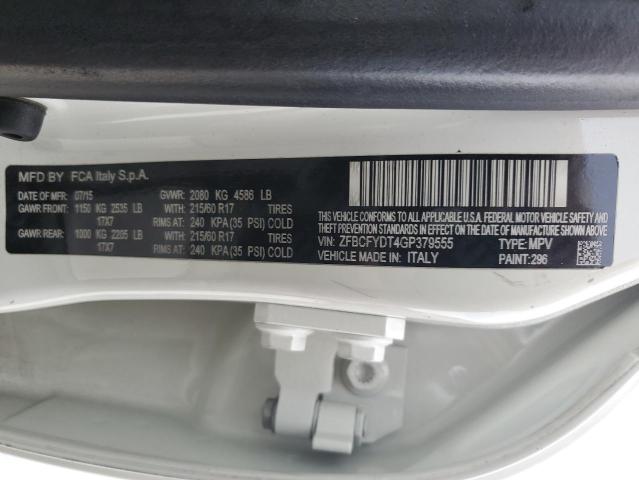 MFD BY FCA Italy S.p.A.
DATE OF MFR: 07/15 GVWR: 2080 KG 4586 LB
GAWR FRONT: 1150 KG 2535 LB WITH: 215/60 R17 TIRES
17X7 RIMS AT: 240 KPA (35 PSI) COLD
GAWR REAR: 1000 KG 2205 LB WITH: 215/60 R17 TIRES
17X7 RIMS AT: 240 KPA (35 PSI) COLD
THIS VEHICLE CONFORMS TO ALL APPLICABLE U.S.A. FEDERAL MOTOR VEHICLE SAFETY AND
THEFT PREVENTION STANDARDS IN EFFECT ON THE DATE OF MANUFACTURE SHOWN ABOVE.
VIN: ZFBCFYDT4GP379555 TYPE: MPV
VEHICLE MADE IN: ITALY PAINT: 296